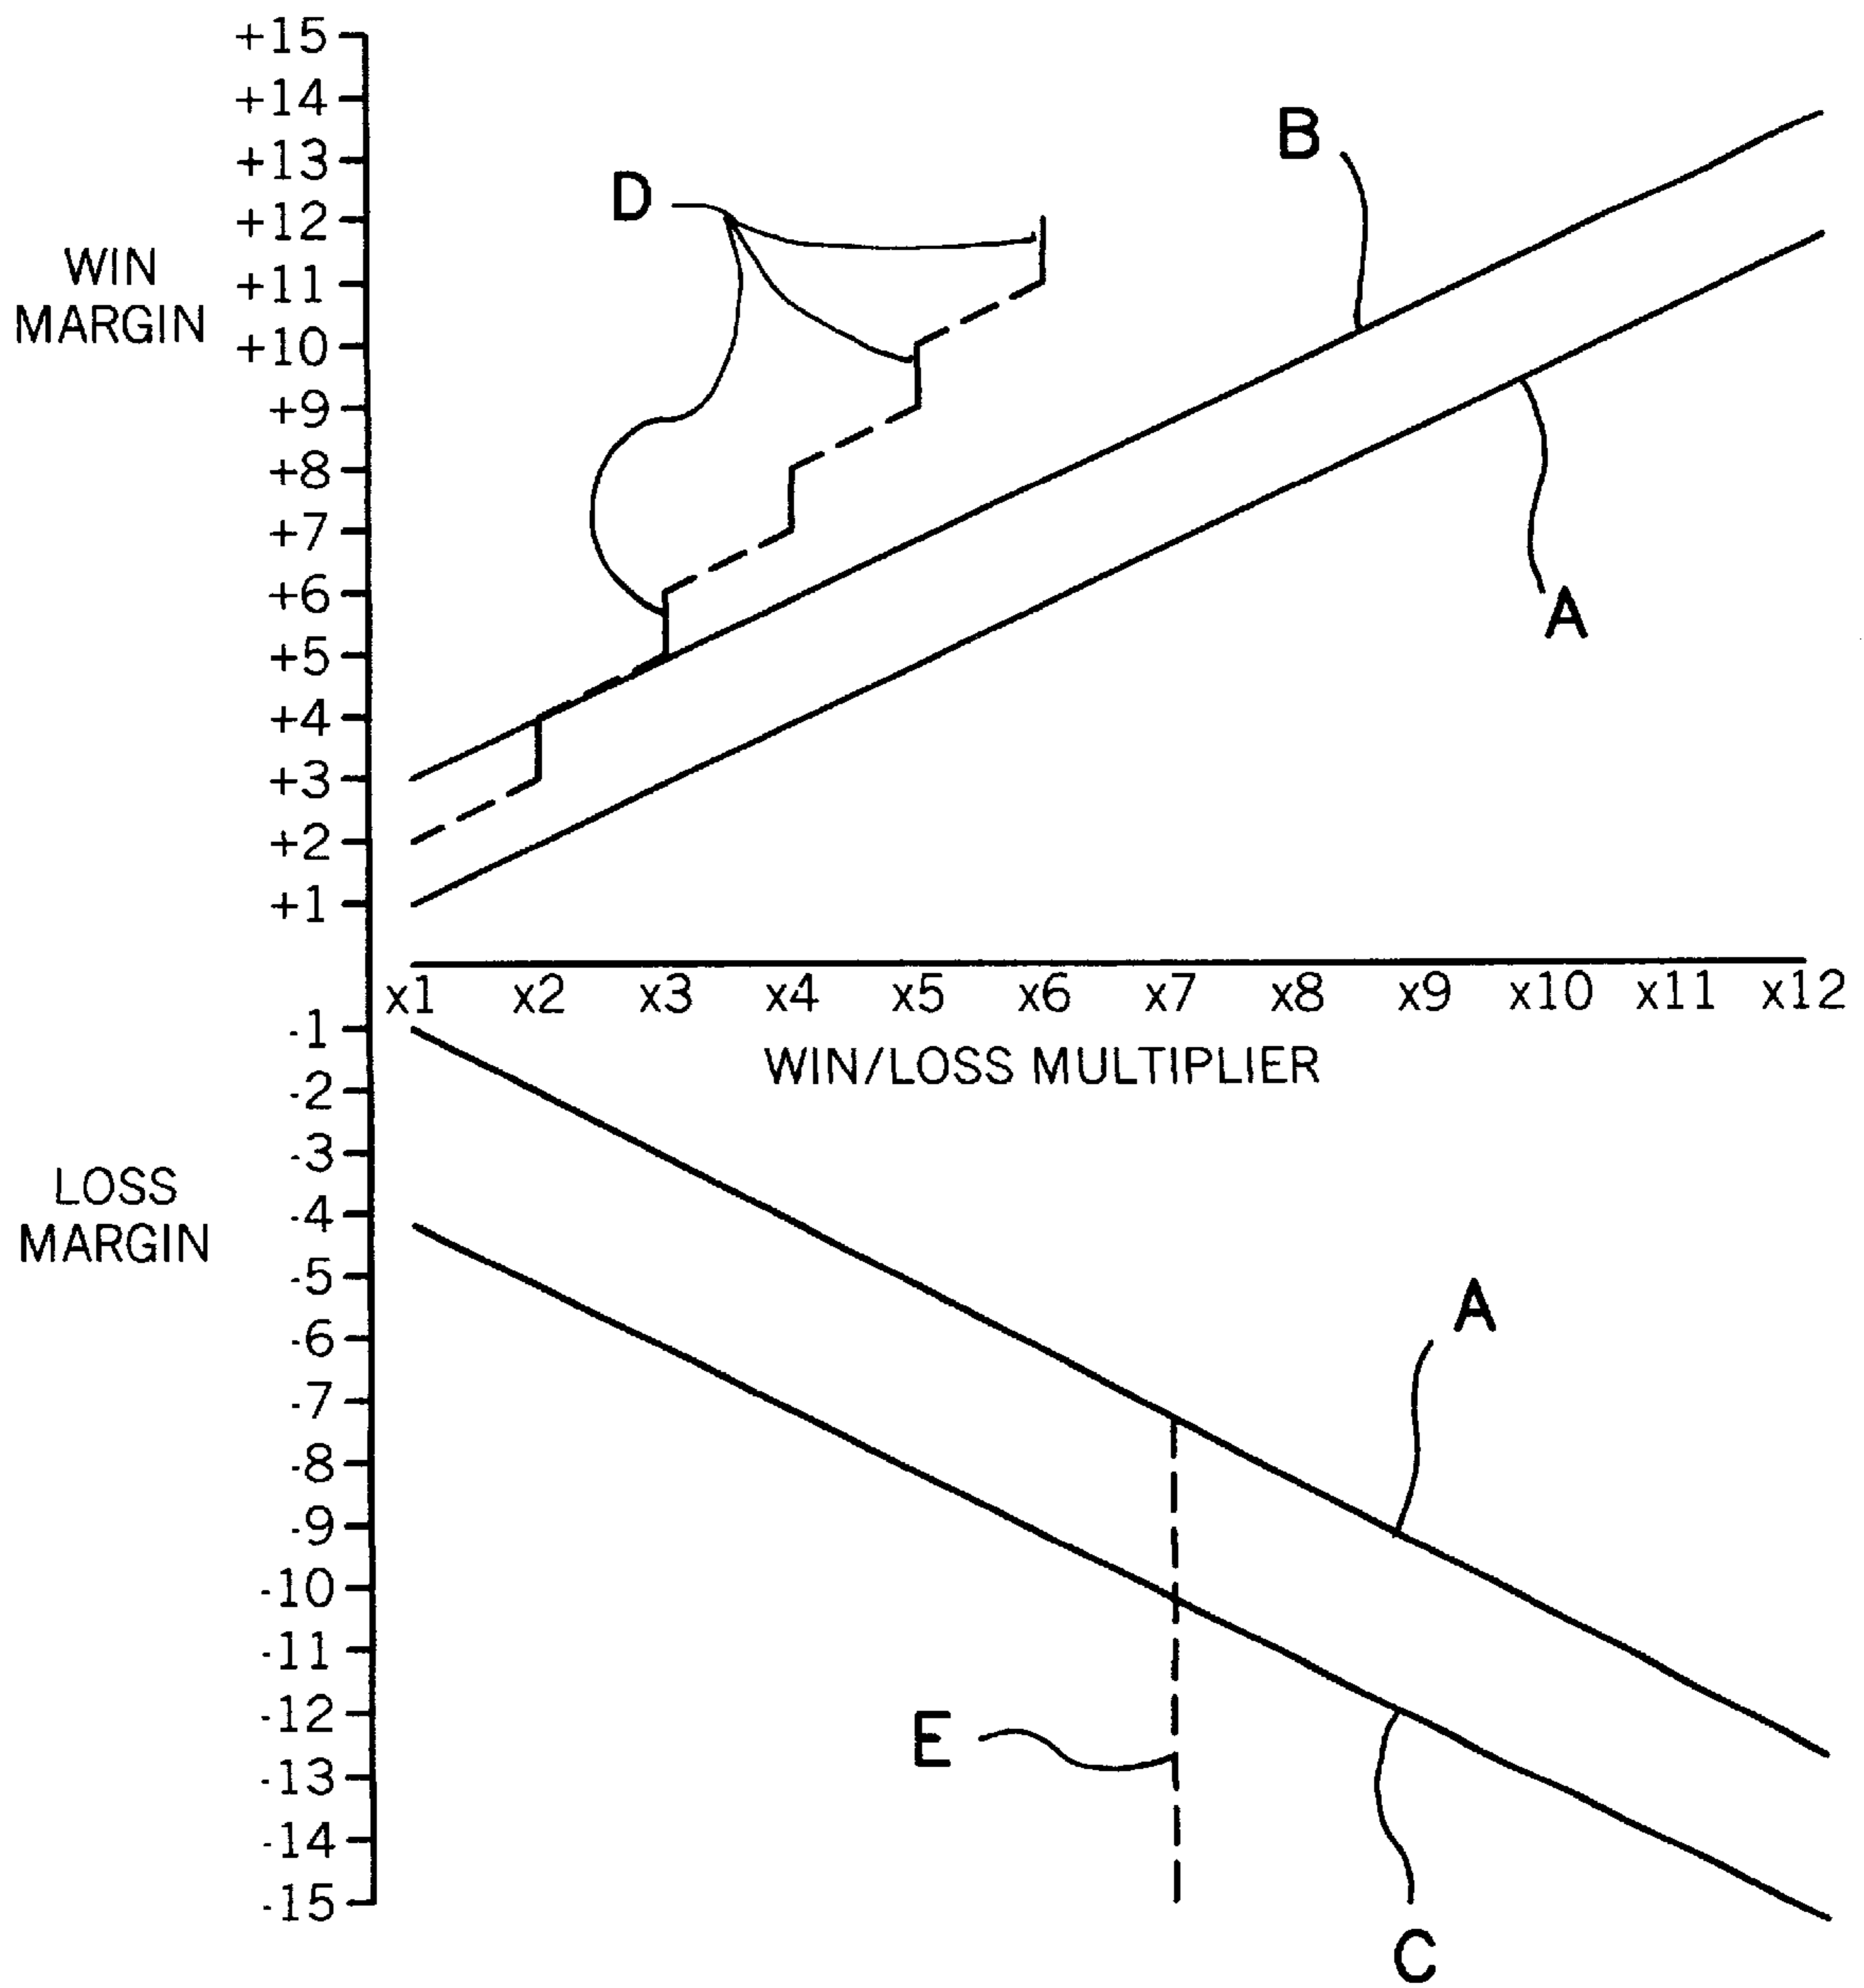 +15
+14
+13
+12
+11
+10
+9
+8
+7
+6
+5
+4
+3
+2
+1
WIN
MARGIN
D
B
A
x1 x2 x3 x4 x5 x6 x7 x8 x9 x10 x11 x12
WIN/LOSS MULTIPLIER
-1
-2
-3
-4
-5
-6
-7
-8
-9
-10
-11
-12
-13
-14
-15
LOSS
MARGIN
A
E
C